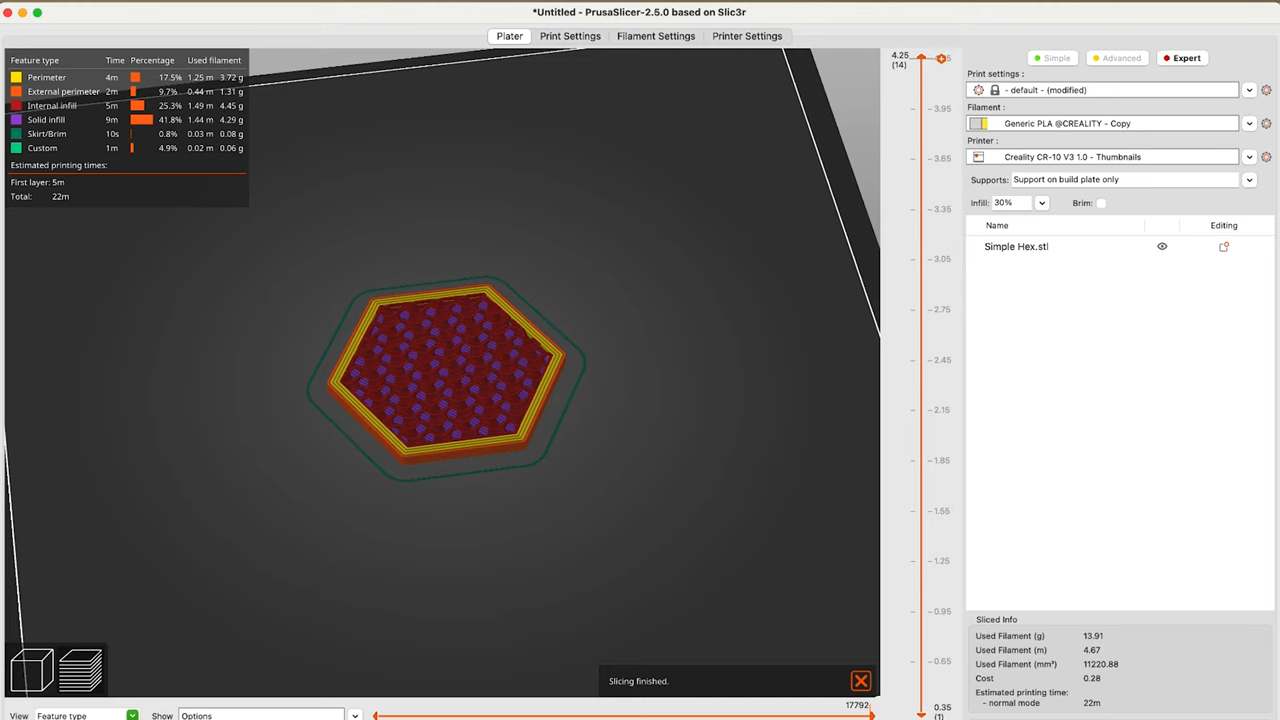 *Untitled - PrusaSlicer-2.5.0 based on Slic3r
Plater Print Settings Filament Settings Printer Settings
Feature type Time Percentage Used filament
Perimeter 4m 17.5% 1.25 m 3.72 g
External perimeter 2m 9.7% 0.44 m 1.31 g
Internal infill 5m 25.3% 1.49 m 4.45 g
Solid infill 9m 41.8% 1.44 m 4.29 g
Skirt/Brim 10s 0.8% 0.03 m 0.08 g
Custom 1m 4.9% 0.02 m 0.06 g
Estimated printing times:
First layer: 5m
Total: 22m
4.25
(14)
3.95
3.65
3.35
3.05
2.75
2.45
2.15
1.85
1.55
1.25
0.95
0.65
0.35
(1)
Simple Advanced Expert
Print settings :
- default - (modified)
Filament :
Generic PLA @CREALITY - Copy
Printer :
Creality CR-10 V3 1.0 - Thumbnails
Supports: Support on build plate only
Infill: 30% Brim:
Name Editing
Simple Hex.stl
Sliced Info
Used Filament (g) 13.91
Used Filament (m) 4.67
Used Filament (mm³) 11220.88
Cost 0.28
Estimated printing time:
- normal mode 22m
Slicing finished.
17792
View Feature type Show Options